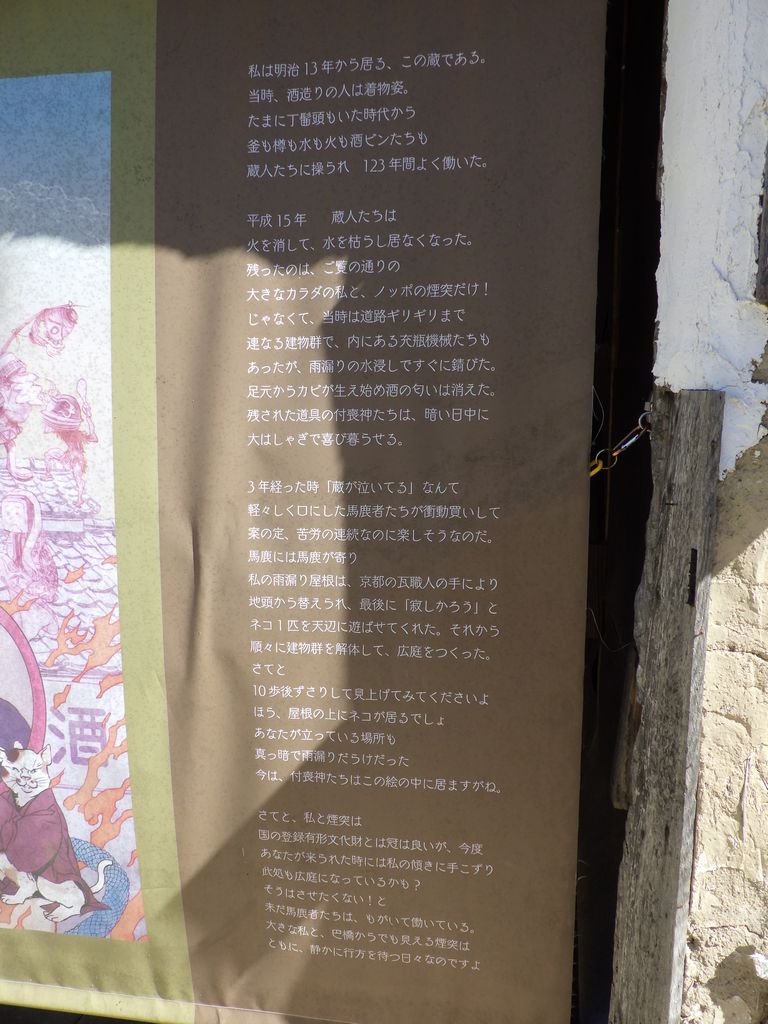 私は明治13年から居る、この蔵である。
当時、酒造りの人は着物姿。
たまに丁髷頭もいた時代から
釜も樽も水も火も酒ビンたちも
蔵人たちに操られ 123年間よく働いた。
平成15年 蔵人たちは
火を消して、水を枯らし居なくなった。
残ったのは、ご覧の通りの
大きなカラダの私と、ノッポの煙突だけ!
じゃなくて、当時は道路ギリギリまで
連なる建物群で、内にある充瓶機械たちも
あったが、雨漏りの水浸しですぐに錆びた。
足元からカビが生え始め酒の匂いは消えた。
残された道具の付喪神たちは、暗い日中に
大はしゃぎで喜び暮うせる。
3年経った時「蔵が泣いてる」なんて
軽々しく口にした馬鹿者たちが衝動買いして
案の定、苦労の連続なのに楽しそうなのだ。
馬鹿には馬鹿が寄り
私の雨漏り屋根は、京都の瓦職人の手により
地頭から替えられ、最後に「寂しかろう」と
ネコ1匹を天辺に遊ばせてくれた。それから
順々に建物群を解体して、広庭をつくった。
さてと
10歩後ずさりして見上げてみてくださいよ
ほう、屋根の上にネコが居るでしょ
あなたが立っている場所も
真っ暗で雨漏りだらけだった
今は、付喪神たちはこの絵の中に居ますがね。
さてと、私と煙突は
国の登録有形文化財とは冠は良いが、今度
あなたが来られた時には私の傾きに手こずり
此処も広庭になっているかも?
そうはさせたくない!と
未だ馬鹿者たちは、もがいて働いている。
大きな私と、巴橋からでも見える煙突は
ともに、静かに行方を待つ日々なのですよ
酒